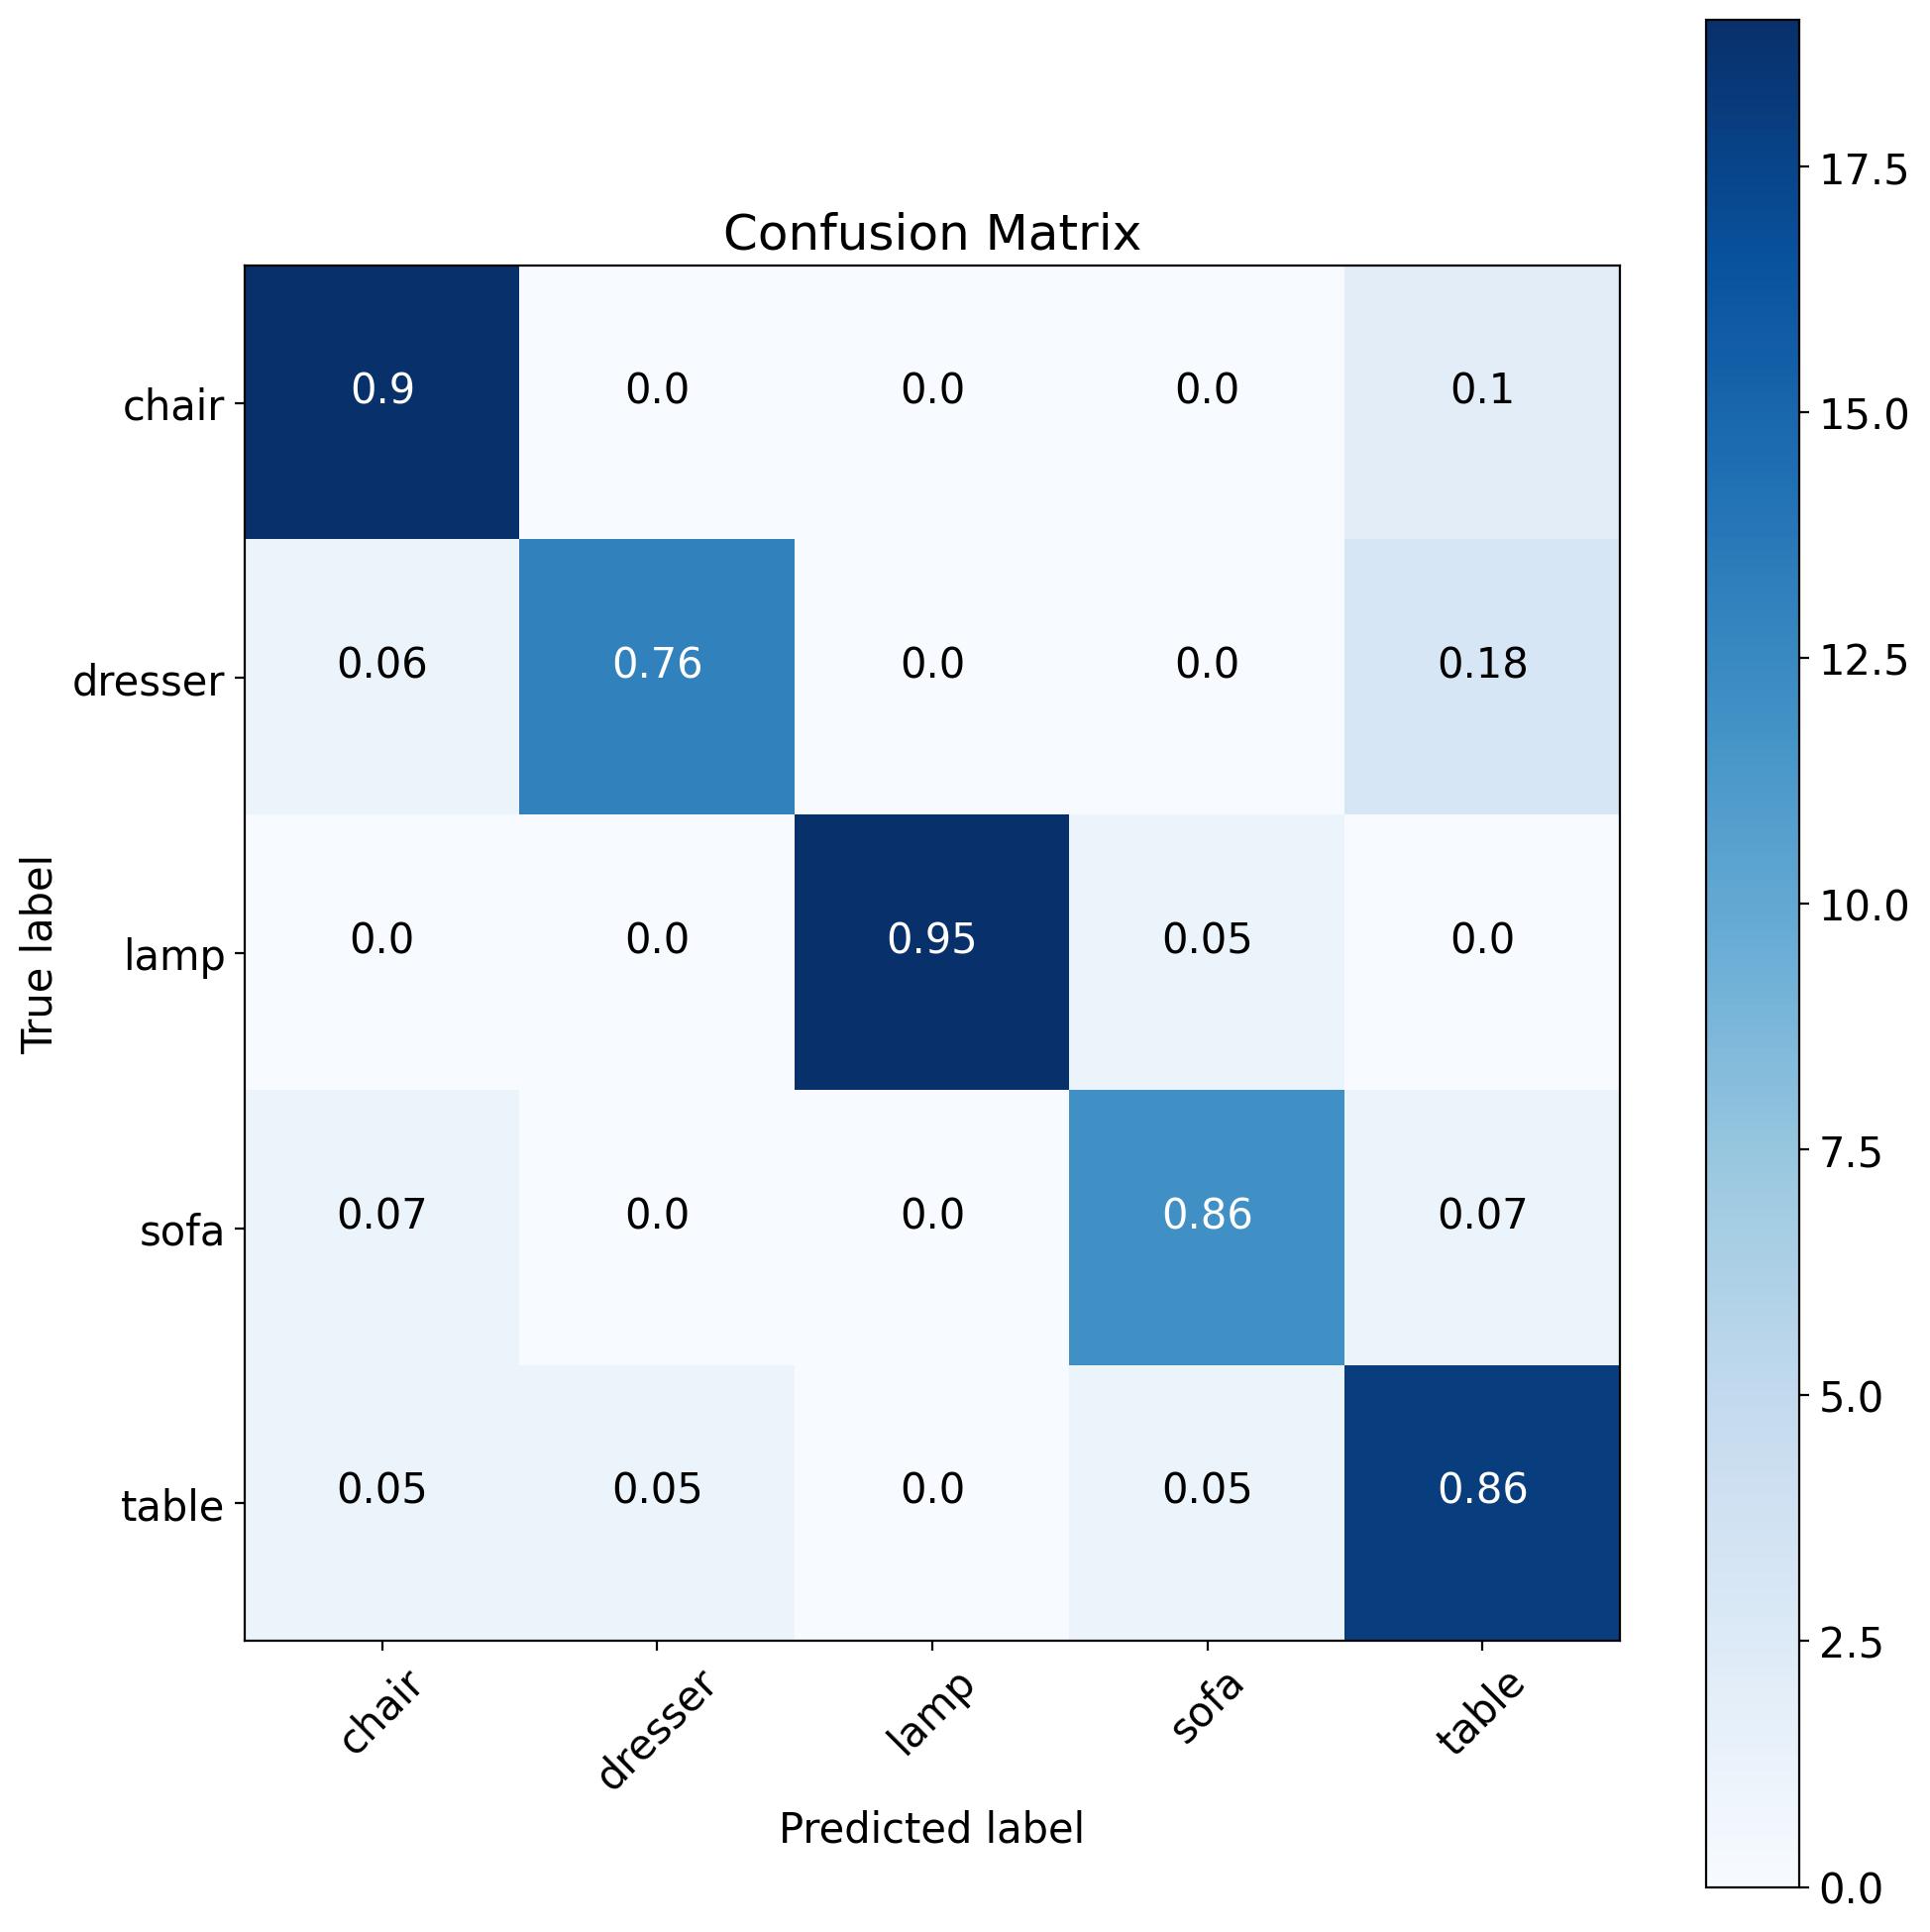 Confusion Matrix
True label
chair 0.9 0.0 0.0 0.0 0.1
dresser 0.06 0.76 0.0 0.0 0.18
lamp 0.0 0.0 0.95 0.05 0.0
sofa 0.07 0.0 0.0 0.86 0.07
table 0.05 0.05 0.0 0.05 0.86
chair dresser lamp sofa table
Predicted label
17.5
15.0
12.5
10.0
7.5
5.0
2.5
0.0